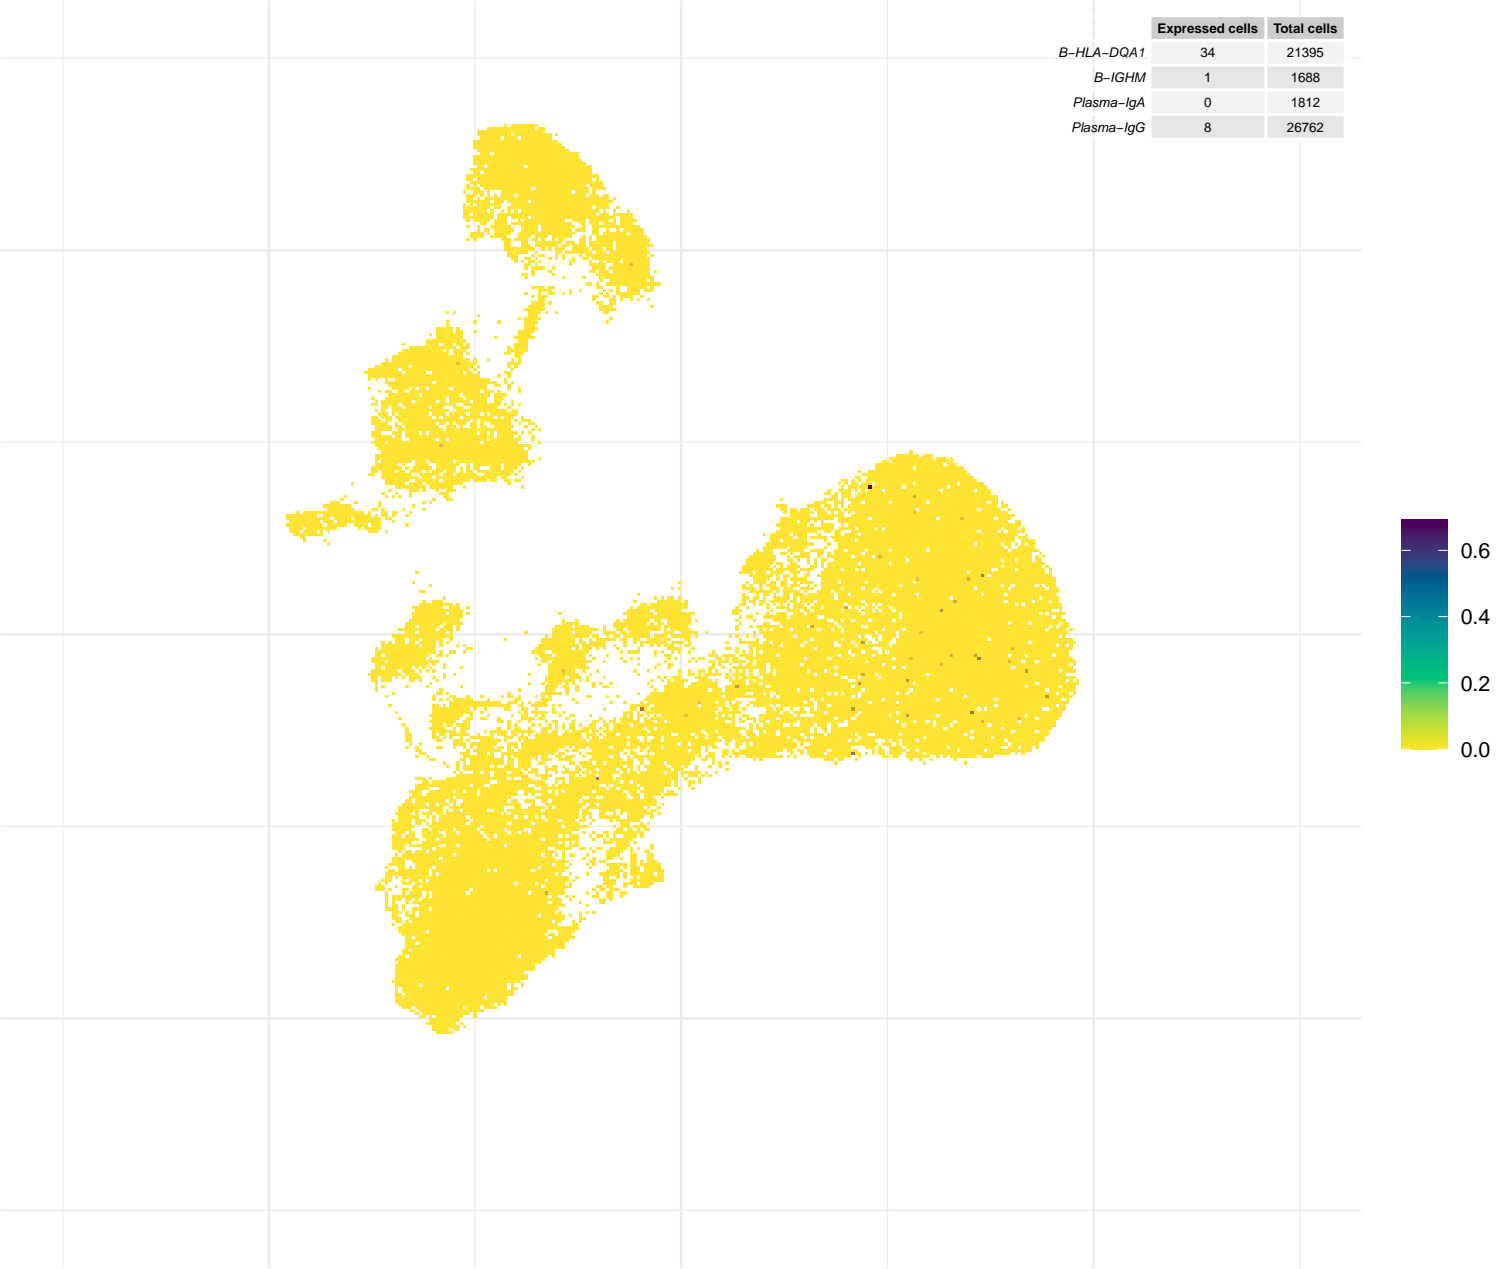 Expressed cells Total cells
B−HLA−DQA1 34 21395
B−IGHM 1 1688
Plasma−IgA 0 1812
Plasma−IgG 8 26762
0.6
0.4
0.2
0.0